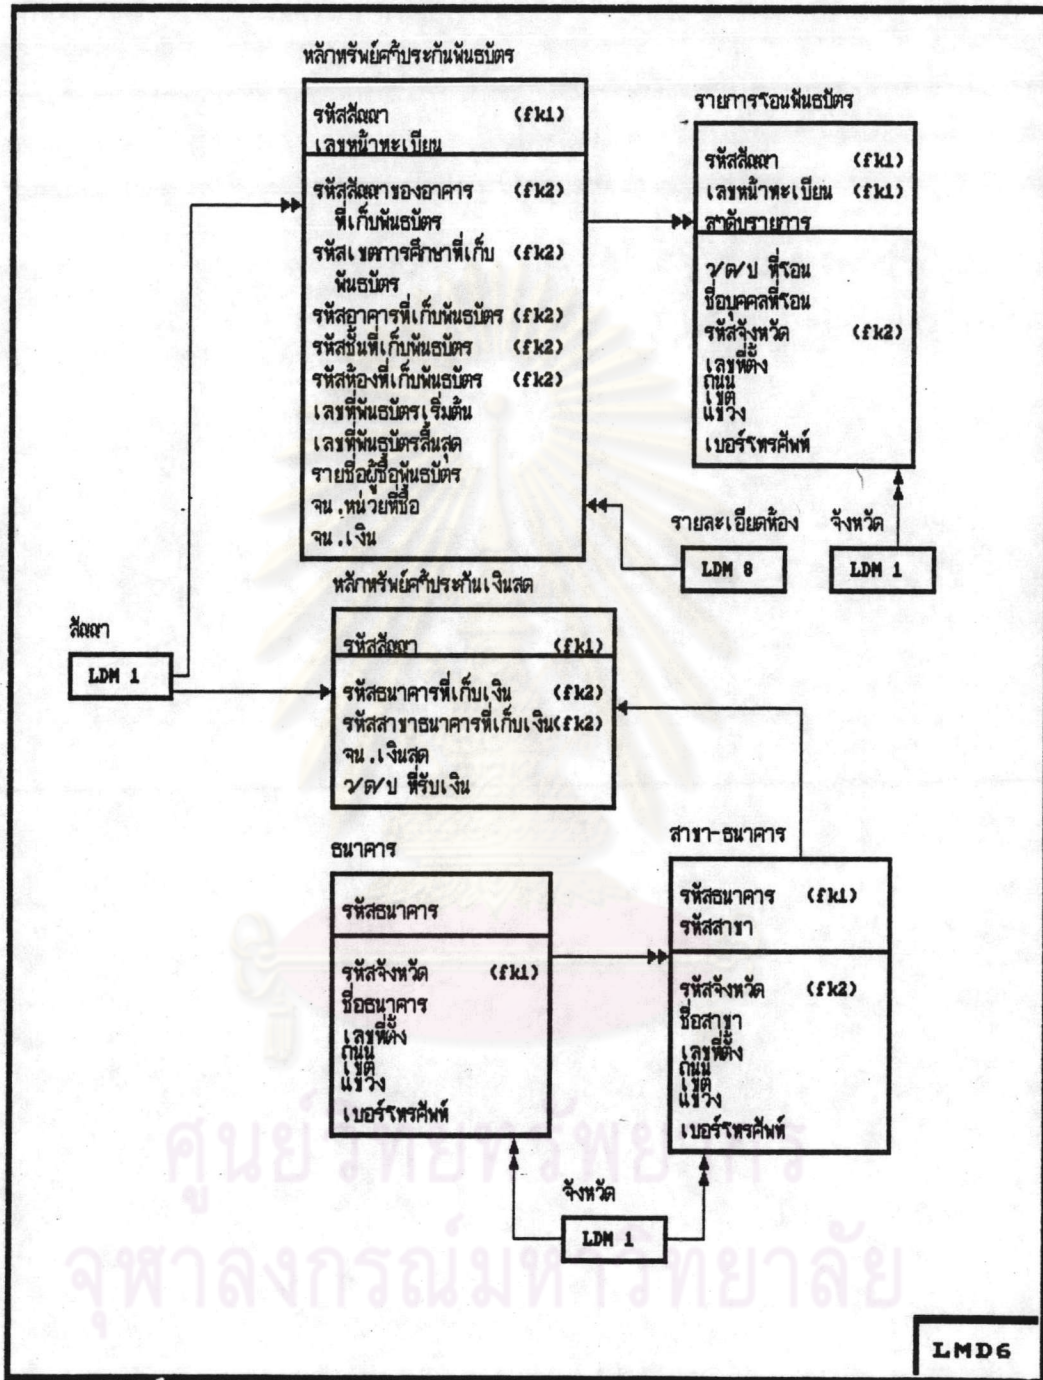 หลักทรัพย์ค้ำประกันพันธบัตร
รหัสสัญญา (fk1)
เลขหน้าทะเบียน
รหัสสัญญาของอาคาร (fk2)
ที่เก็บพันธบัตร
รหัสเขตการศึกษาที่เก็บ (fk2)
พันธบัตร
รหัสอาคารที่เก็บพันธบัตร (fk2)
รหัสชั้นที่เก็บพันธบัตร (fk2)
รหัสห้องที่เก็บพันธบัตร (fk2)
เลขที่พันธบัตรเริ่มต้น
เลขที่พันธบัตรสิ้นสุด
รายชื่อผู้ซื้อพันธบัตร
จน.หน่วยที่ซื้อ
จน.เงิน
รายการโอนพันธบัตร
รหัสสัญญา (fk1)
เลขหน้าทะเบียน (fk1)
ลำดับรายการ
ว/ด/ป ที่โอน
ชื่อบุคคลที่โอน
รหัสจังหวัด (fk2)
เลขที่ตั้ง
ถนน
เขต
แขวง
เบอร์โทรศัพท์
รายละเอียดห้อง
LDM 8
จังหวัด
LDM 1
สัญญา
LDM 1
หลักทรัพย์ค้ำประกันเงินสด
รหัสสัญญา (fk1)
รหัสธนาคารที่เก็บเงิน (fk2)
รหัสสาขาธนาคารที่เก็บเงิน(fk2)
จน.เงินสด
ว/ด/ป ที่รับเงิน
ธนาคาร
รหัสธนาคาร
รหัสจังหวัด (fk1)
ชื่อธนาคาร
เลขที่ตั้ง
ถนน
เขต
แขวง
เบอร์โทรศัพท์
สาขา-ธนาคาร
รหัสธนาคาร (fk1)
รหัสสาขา
รหัสจังหวัด (fk2)
ชื่อสาขา
เลขที่ตั้ง
ถนน
เขต
แขวง
เบอร์โทรศัพท์
จังหวัด
LDM 1
ศูนย์วิทยทรัพยากร
จุฬาลงกรณ์มหาวิทยาลัย
LMD6